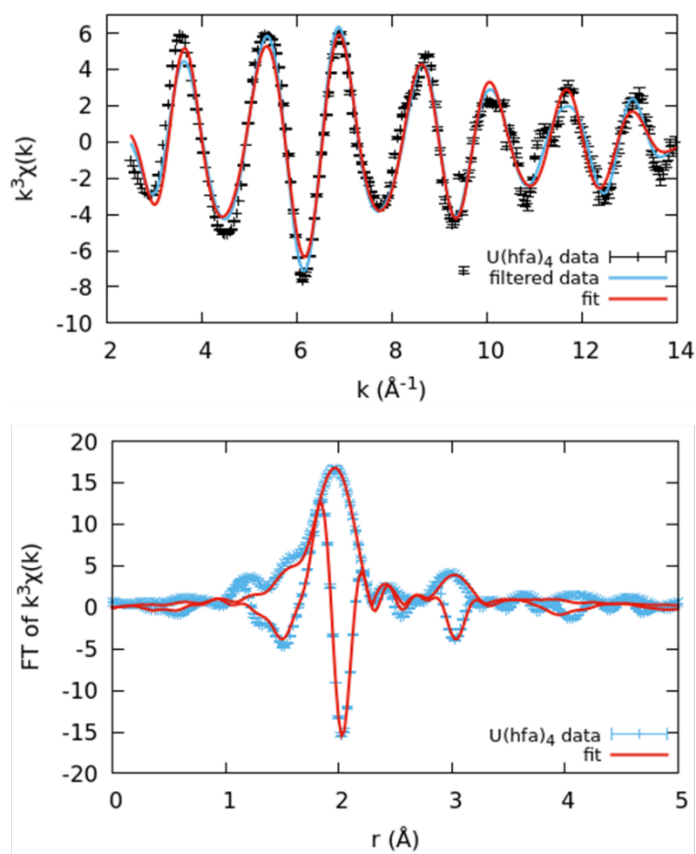 6
4
2
0
-2
-4
-6
-8
-10
k³χ(k)
U(hfa)₄ data
filtered data
fit
2 4 6 8 10 12 14
k (Å⁻¹)
20
15
10
5
0
-5
-10
-15
-20
FT of k³χ(k)
U(hfa)₄ data
fit
0 1 2 3 4 5
r (Å)